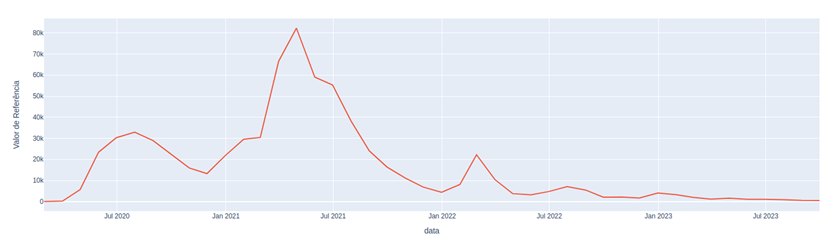 80k
70k
60k
50k
40k
30k
20k
10k
0
Valor de Referência
Jul 2020
Jan 2021
Jul 2021
Jan 2022
Jul 2022
Jan 2023
Jul 2023
data